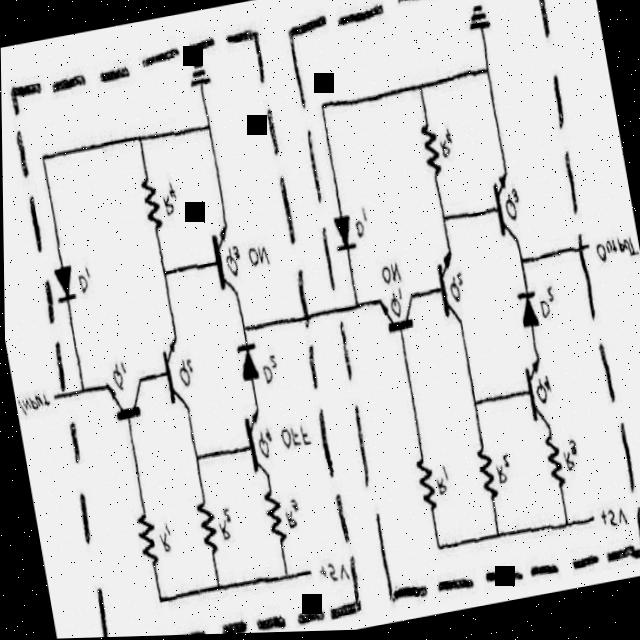 +5V
R1
R2
R3
Q4
OFF
D2
INPUT
Q1
Q2
D1
Q3
ON
R4
+5V
R1
R2
R3
Q4
D2
Q1
ON
Q2
OUTPUT
D1
Q3
R4